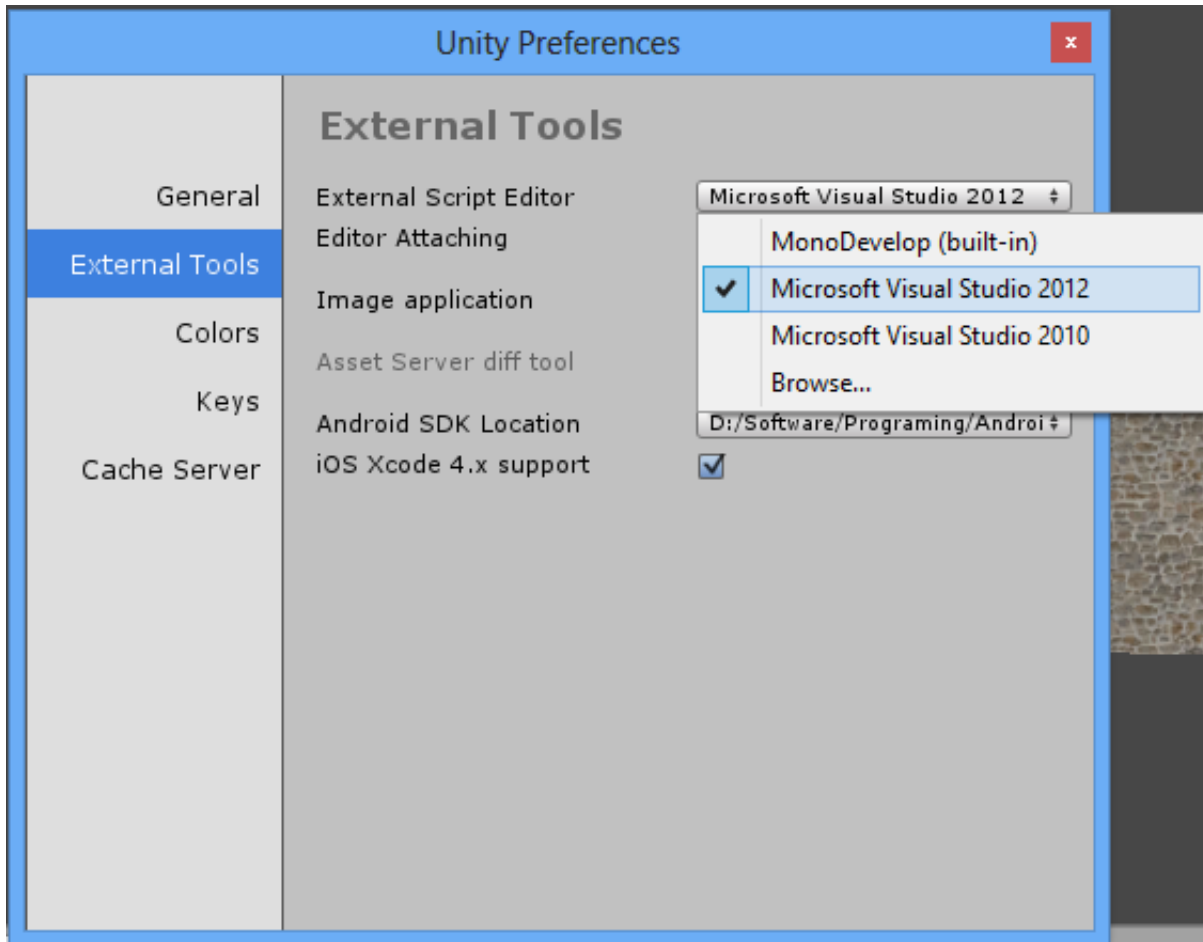 Unity Preferences
x
External Tools
General
External Tools
Colors
Keys
Cache Server
External Script Editor
Microsoft Visual Studio 2012
Editor Attaching
Image application
Asset Server diff tool
Android SDK Location
D:/Software/Programing/Androi
iOS Xcode 4.x support
MonoDevelop (built-in)
Microsoft Visual Studio 2012
Microsoft Visual Studio 2010
Browse...